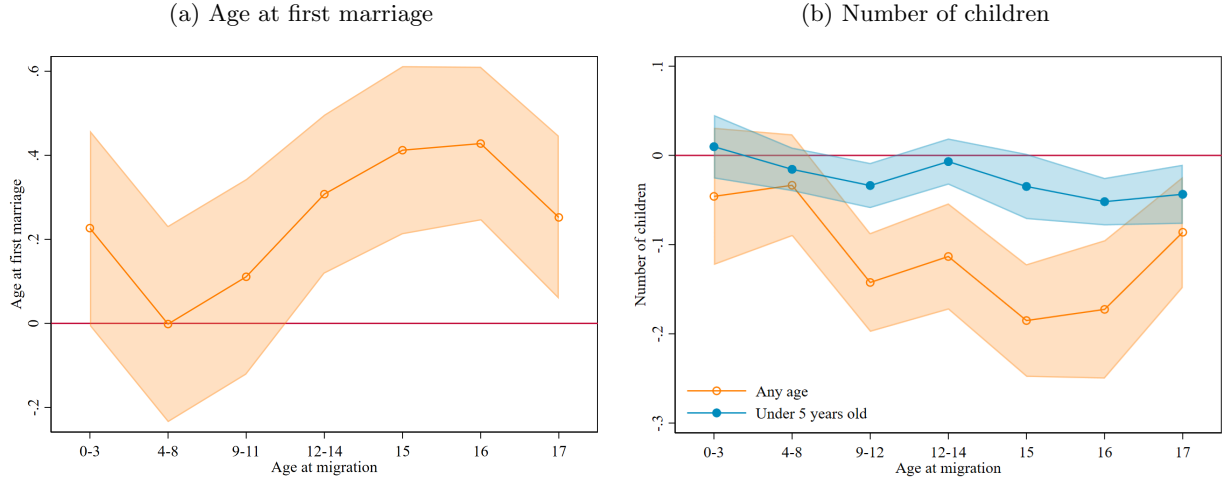 (a) Age at first marriage
Age at first marriage
.6
.4
.2
0
-.2
0-3 4-8 9-11 12-14 15 16 17
Age at migration
(b) Number of children
Number of children
.1
0
-.1
-.2
-.3
Any age
Under 5 years old
0-3 4-8 9-12 12-14 15 16 17
Age at migration